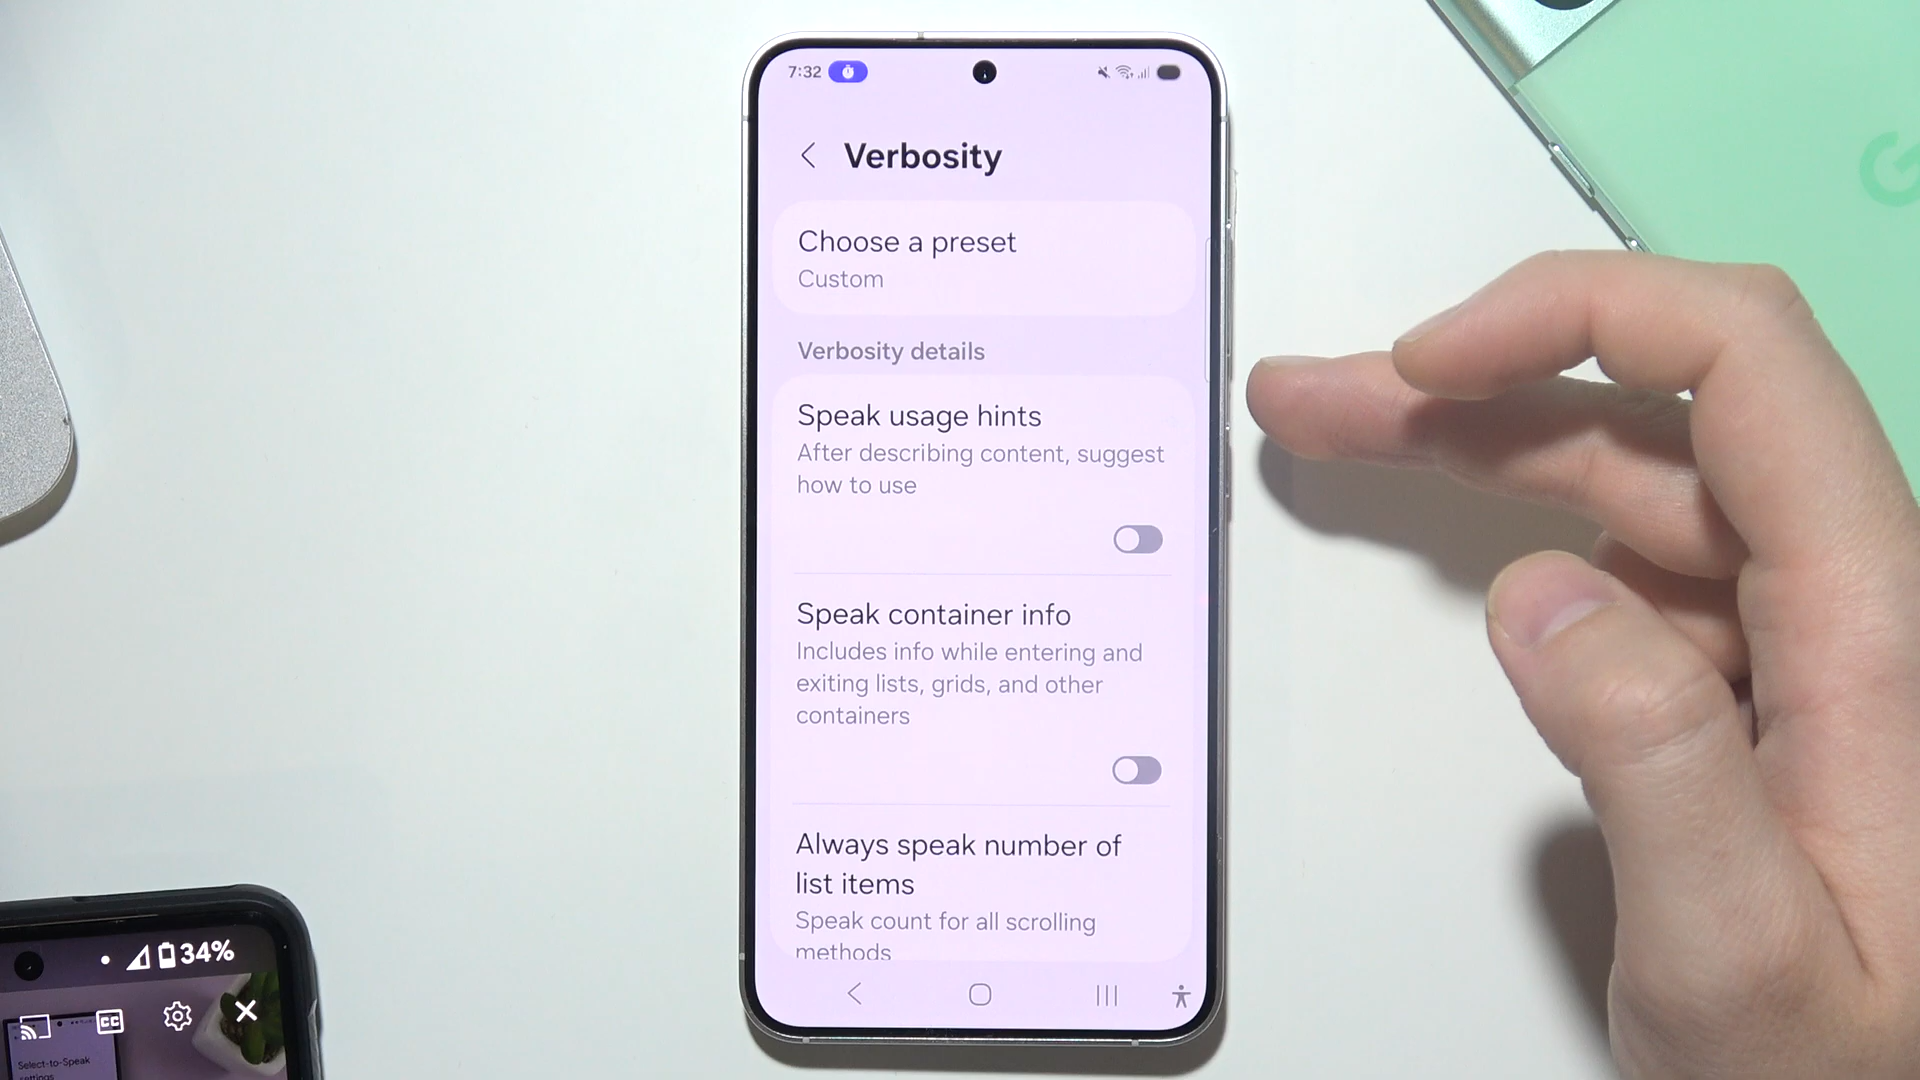 7:32
Verbosity
Choose a preset
Custom
Verbosity details
Speak usage hints
After describing content, suggest
how to use
Speak container info
Includes info while entering and
exiting lists, grids, and other
containers
Always speak number of
list items
Speak count for all scrolling
methods
34%
CC
Select-to-Speak
settings
G